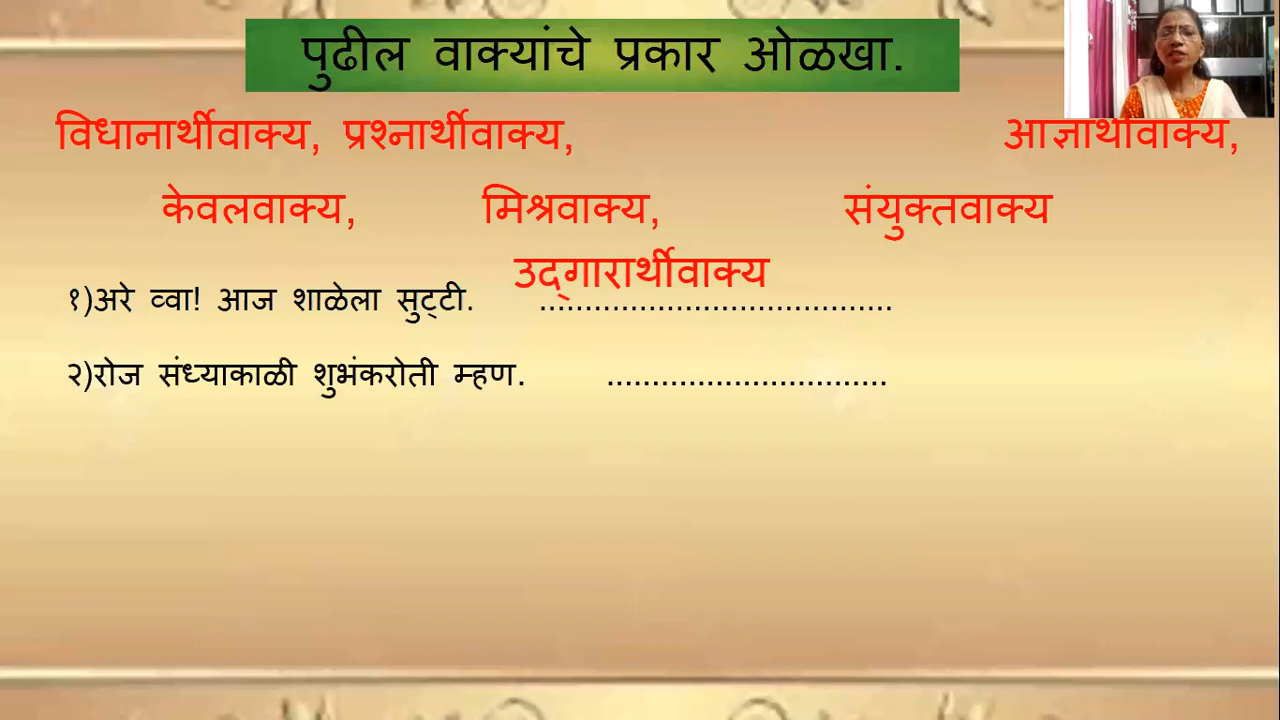 पुढील वाक्यांचे प्रकार ओळखा.
विधानार्थीवाक्य, प्रश्नार्थीवाक्य, आज्ञार्थीवाक्य,
केवलवाक्य, मिश्रवाक्य, संयुक्तवाक्य
उद्‌गारार्थीवाक्य
१)अरे व्वा! आज शाळेला सुट्‌टी. .......................................
२)रोज संध्याकाळी शुभंकरोती म्हण. ...............................